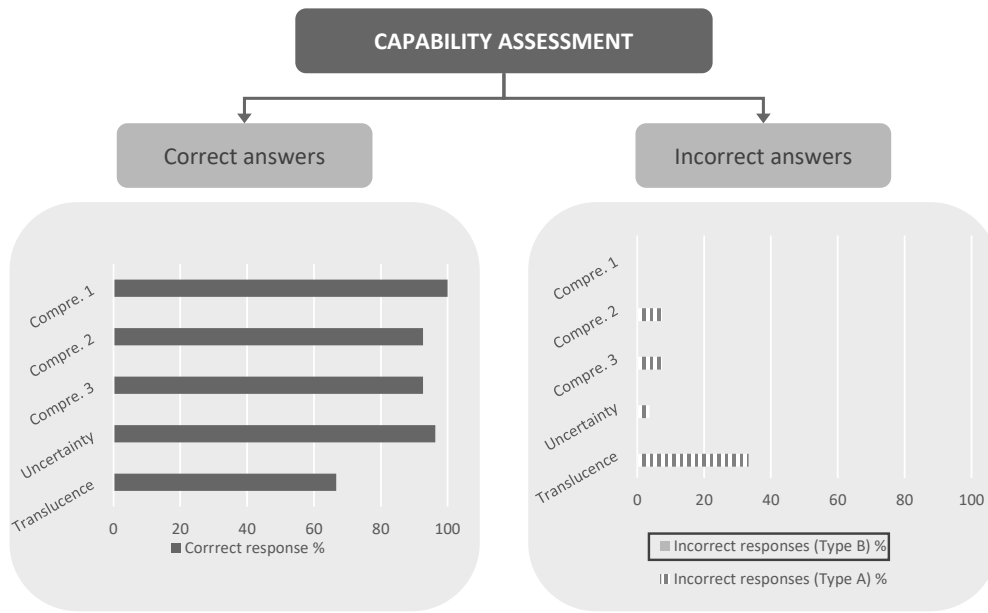 CAPABILITY ASSESSMENT
Correct answers
Incorrect answers
Compre. 1
Compre. 2
Compre. 3
Uncertainty
Translucence
0 20 40 60 80 100
Corrrect response %
Compre. 1
Compre. 2
Compre. 3
Uncertainty
Translucence
0 20 40 60 80 100
Incorrect responses (Type B) %
Incorrect responses (Type A) %